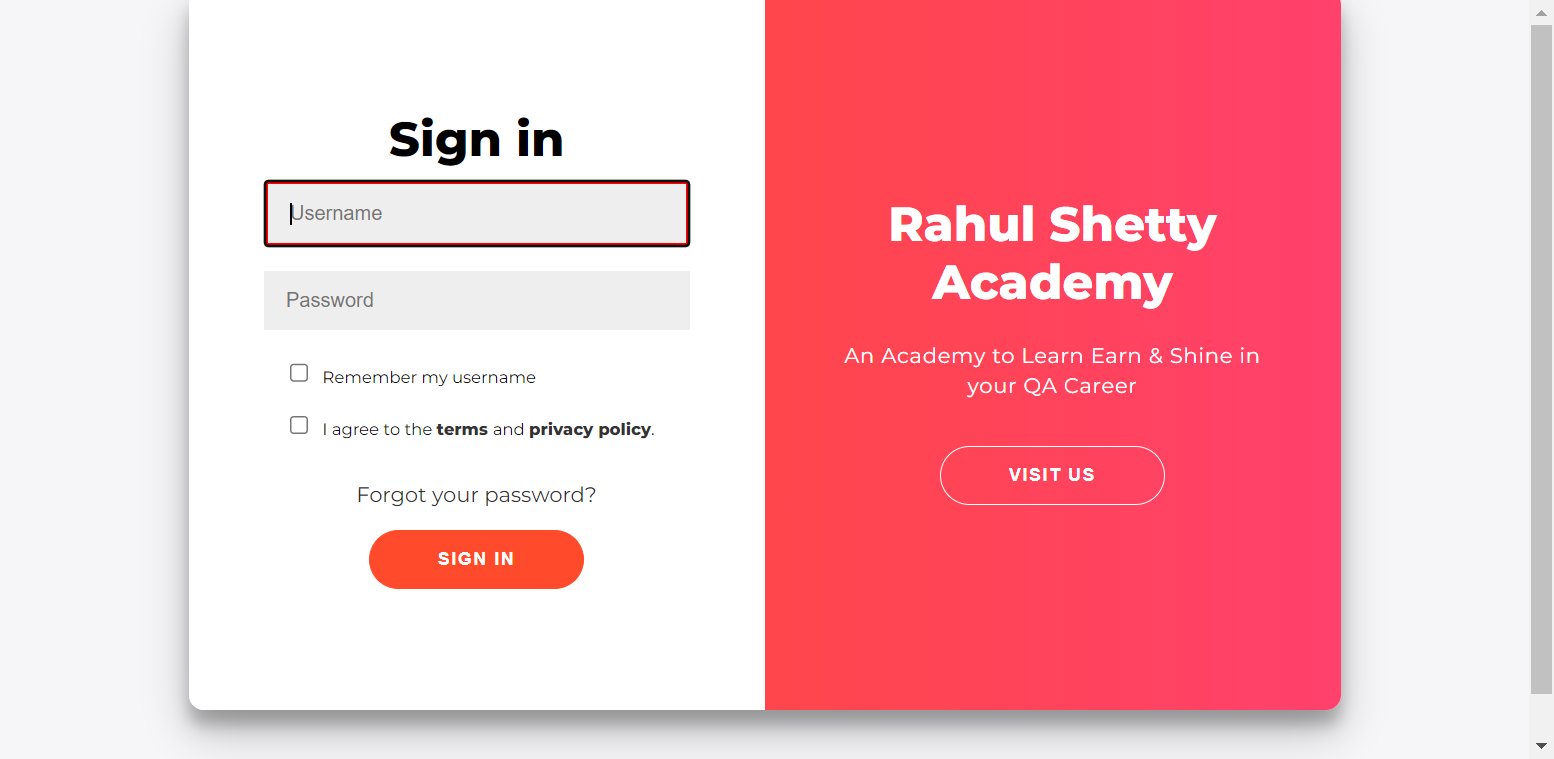 Sign in
Username
Password
Remember my username
I agree to the terms and privacy policy.
Forgot your password?
SIGN IN
Rahul Shetty
Academy
An Academy to Learn Earn & Shine in
your QA Career
VISIT US